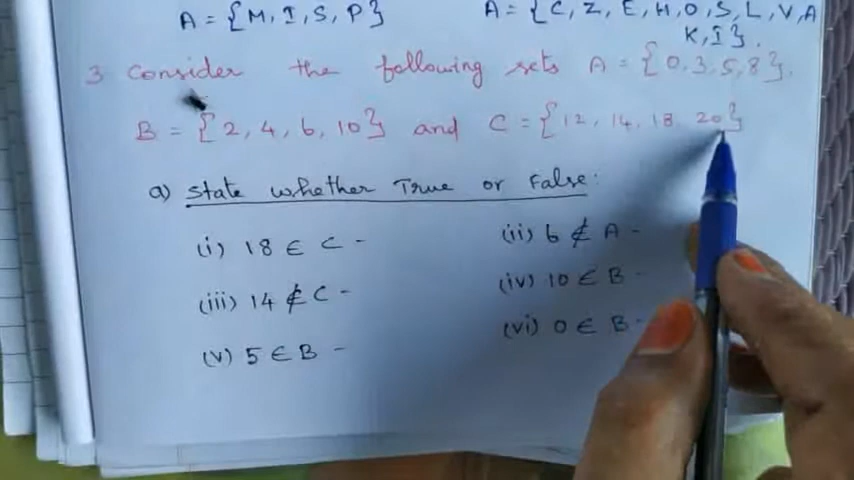 A = {M, I, S, P}
A = {C, Z, E, H, O, S, L, V, A
K, I}.
3 Consider the following sets A = {0, 3, 5, 8}.
B = {2, 4, 6, 10} and C = {12, 14, 18, 20}
a) State whether True or False:
(i) 18 ∈ C -
(ii) 6 ∉ A -
(iii) 14 ∉ C -
(iv) 10 ∈ B -
(v) 5 ∈ B -
(vi) 0 ∈ B -